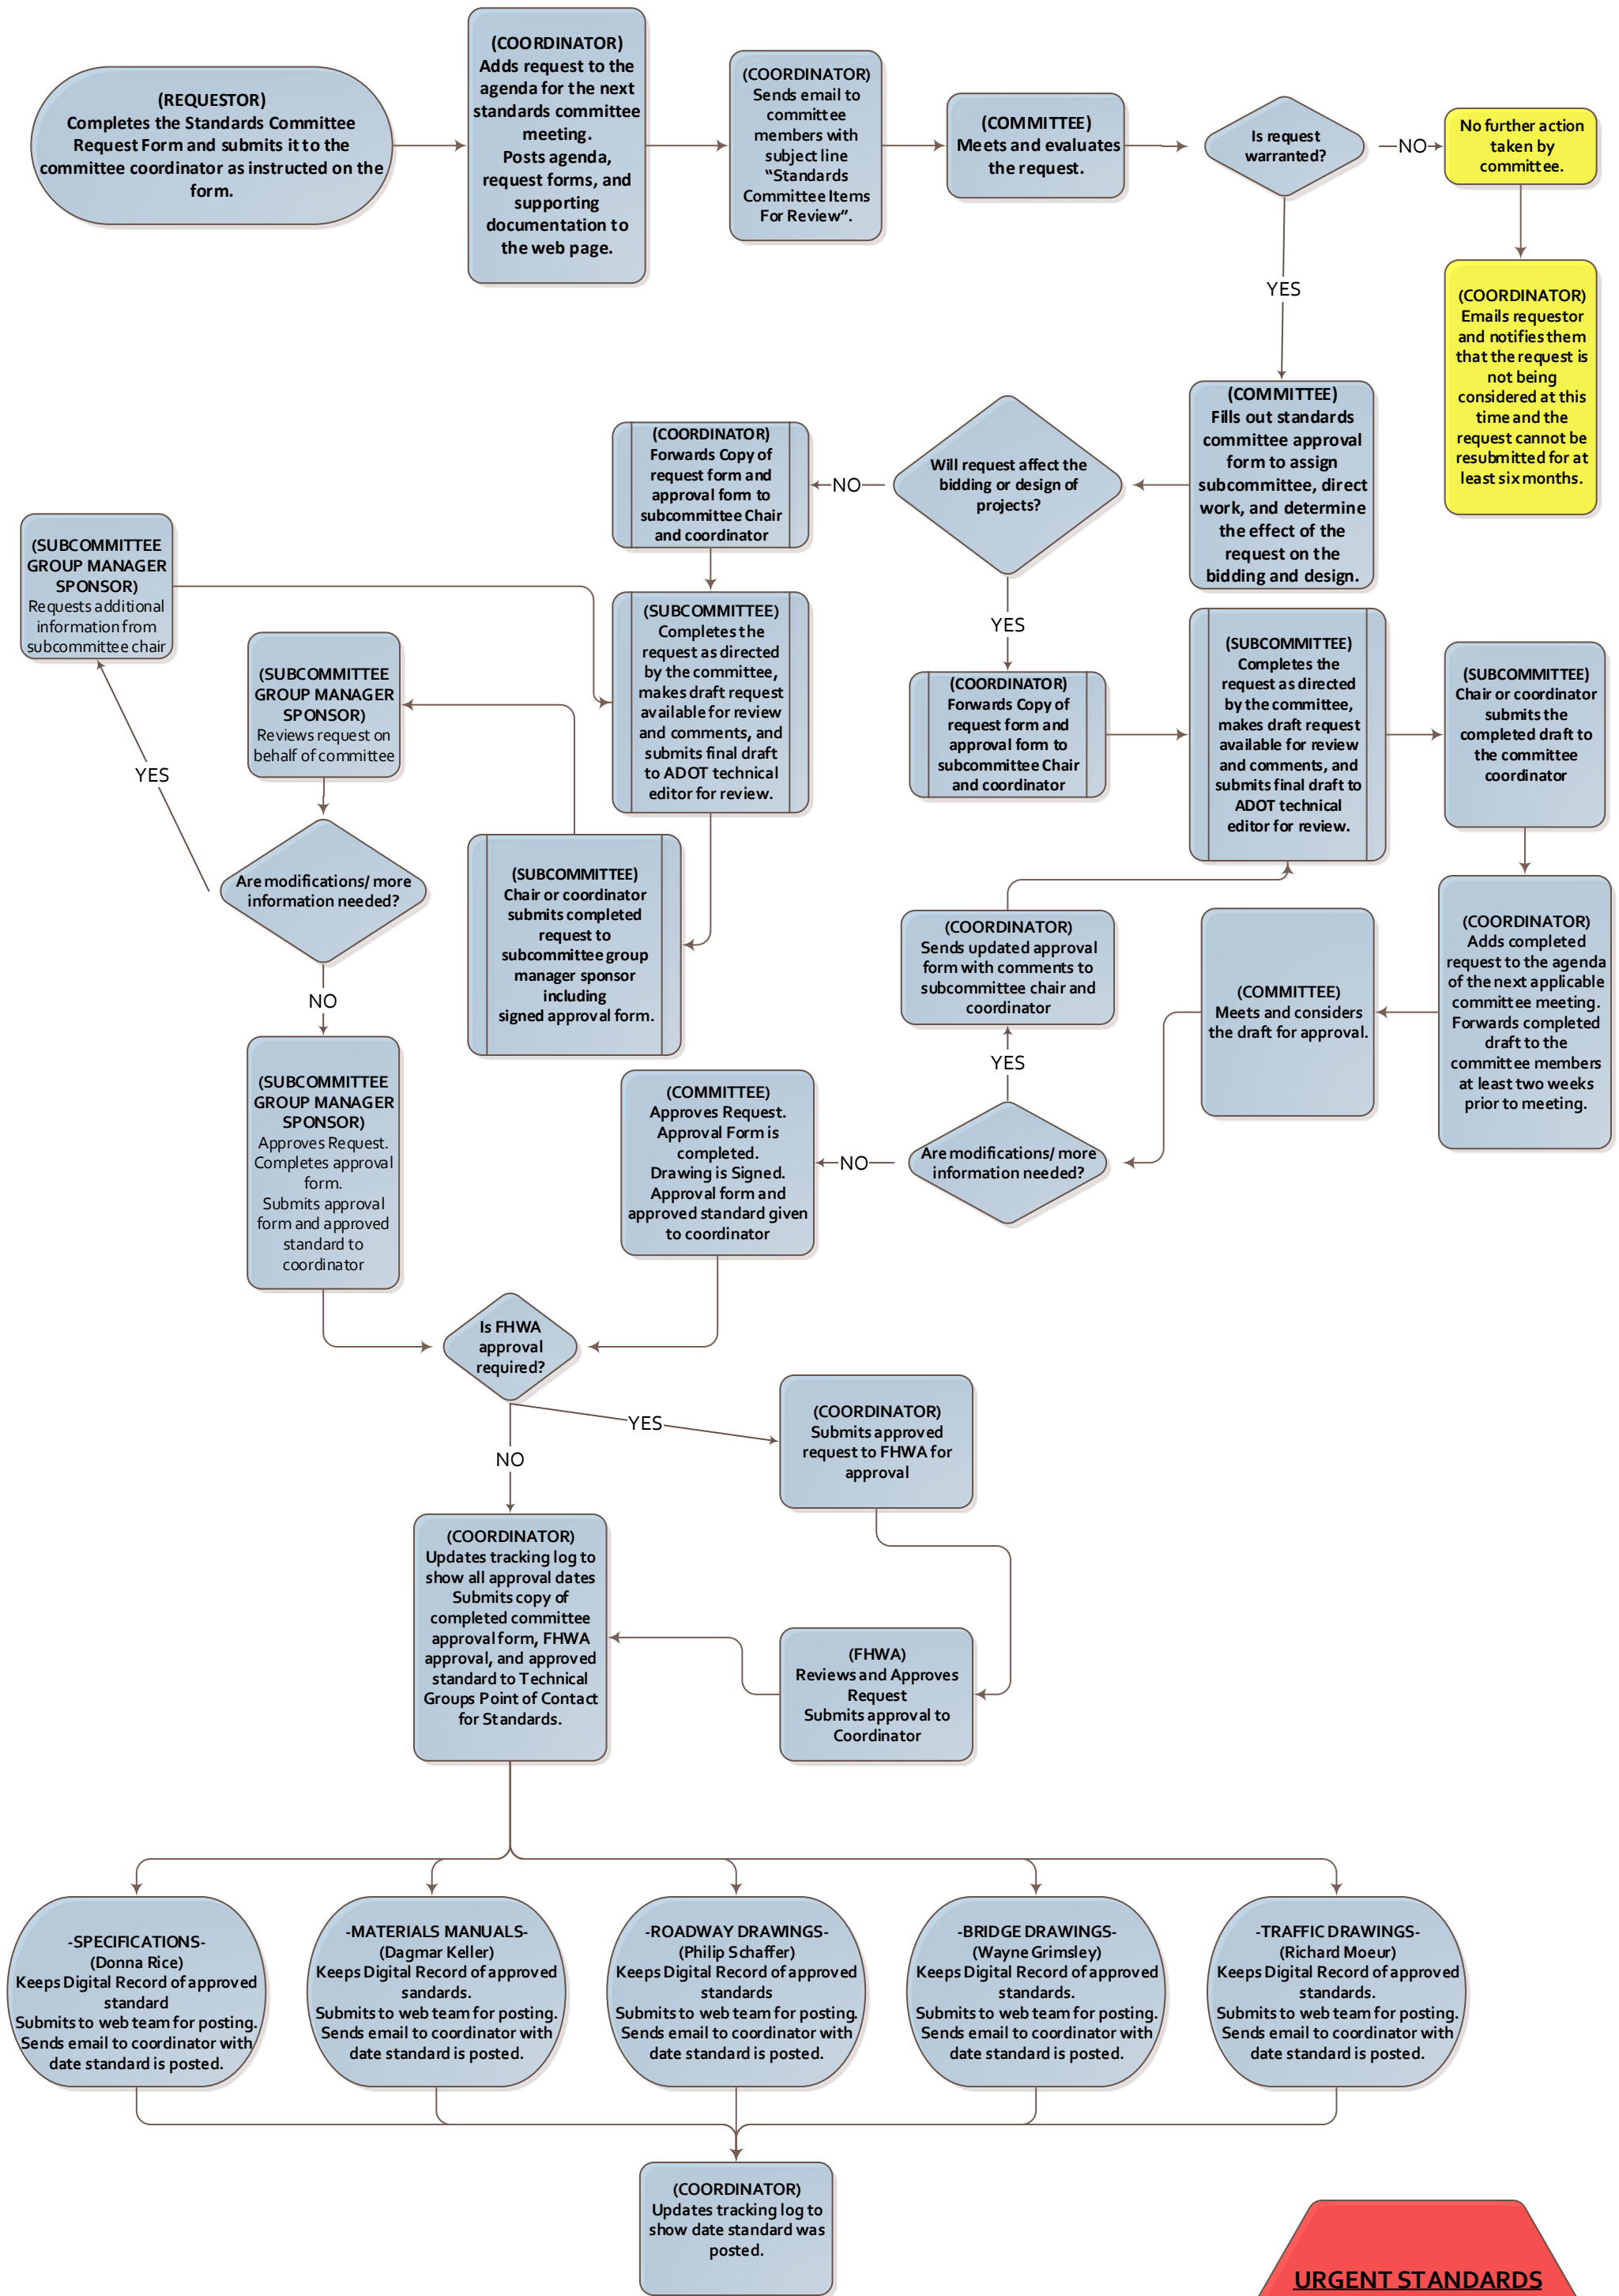 (REQUESTOR)
Completes the Standards Committee
Request Form and submits it to the
committee coordinator as instructed on the
form.
(COORDINATOR)
Adds request to the
agenda for the next
standards committee
meeting.
Posts agenda,
request forms, and
supporting
documentation to
the web page.
(COORDINATOR)
Sends email to
committee
members with
subject line
“Standards
Committee Items
For Review”.
(COMMITTEE)
Meets and evaluates
the request.
Is request
warranted?
NO
No further action
taken by
committee.
YES
(COORDINATOR)
Emails requestor
and notifies them
that the request is
not being
considered at this
time and the
request cannot be
resubmitted for at
least six months.
(COMMITTEE)
Fills out standards
committee approval
form to assign
subcommittee, direct
work, and determine
the effect of the
request on the
bidding and design.
Will request affect the
bidding or design of
projects?
NO
(COORDINATOR)
Forwards Copy of
request form and
approval form to
subcommittee Chair
and coordinator
(SUBCOMMITTEE
GROUP MANAGER
SPONSOR)
Requests additional
information from
subcommittee chair
(SUBCOMMITTEE)
Completes the
request as directed
by the committee,
makes draft request
available for review
and comments, and
submits final draft
to ADOT technical
editor for review.
YES
(SUBCOMMITTEE
GROUP MANAGER
SPONSOR)
Reviews request on
behalf of committee
YES
(COORDINATOR)
Forwards Copy of
request form and
approval form to
subcommittee Chair
and coordinator
(SUBCOMMITTEE)
Completes the
request as directed
by the committee,
makes draft request
available for review
and comments, and
submits final draft to
ADOT technical
editor for review.
(SUBCOMMITTEE)
Chair or coordinator
submits the
completed draft to
the committee
coordinator
Are modifications/ more
information needed?
(SUBCOMMITTEE)
Chair or coordinator
submits completed
request to
subcommittee group
manager sponsor
including
signed approval form.
(COORDINATOR)
Sends updated approval
form with comments to
subcommittee chair and
coordinator
(COMMITTEE)
Meets and considers
the draft for approval.
(COORDINATOR)
Adds completed
request to the agenda
of the next applicable
committee meeting.
Forwards completed
draft to the
committee members
at least two weeks
prior to meeting.
NO
YES
(SUBCOMMITTEE
GROUP MANAGER
SPONSOR)
Approves Request.
Completes approval
form.
Submits approval
form and approved
standard to
coordinator
(COMMITTEE)
Approves Request.
Approval Form is
completed.
Drawing is Signed.
Approval form and
approved standard given
to coordinator
NO
Are modifications/ more
information needed?
Is FHWA
approval
required?
YES
NO
(COORDINATOR)
Submits approved
request to FHWA for
approval
(COORDINATOR)
Updates tracking log to
show all approval dates
Submits copy of
completed committee
approval form, FHWA
approval, and approved
standard to Technical
Groups Point of Contact
for Standards.
(FHWA)
Reviews and Approves
Request
Submits approval to
Coordinator
-SPECIFICATIONS-
(Donna Rice)
Keeps Digital Record of approved
standard
Submits to web team for posting.
Sends email to coordinator with
date standard is posted.
-MATERIALS MANUALS-
(Dagmar Keller)
Keeps Digital Record of approved
sandards.
Submits to web team for posting.
Sends email to coordinator with
date standard is posted.
-ROADWAY DRAWINGS-
(Philip Schaffer)
Keeps Digital Record of approved
standards
Submits to web team for posting.
Sends email to coordinator with
date standard is posted.
-BRIDGE DRAWINGS-
(Wayne Grimsley)
Keeps Digital Record of approved
standards.
Submits to web team for posting.
Sends email to coordinator with
date standard is posted.
-TRAFFIC DRAWINGS-
(Richard Moeur)
Keeps Digital Record of approved
standards.
Submits to web team for posting.
Sends email to coordinator with
date standard is posted.
(COORDINATOR)
Updates tracking log to
show date standard was
posted.
URGENT STANDARDS